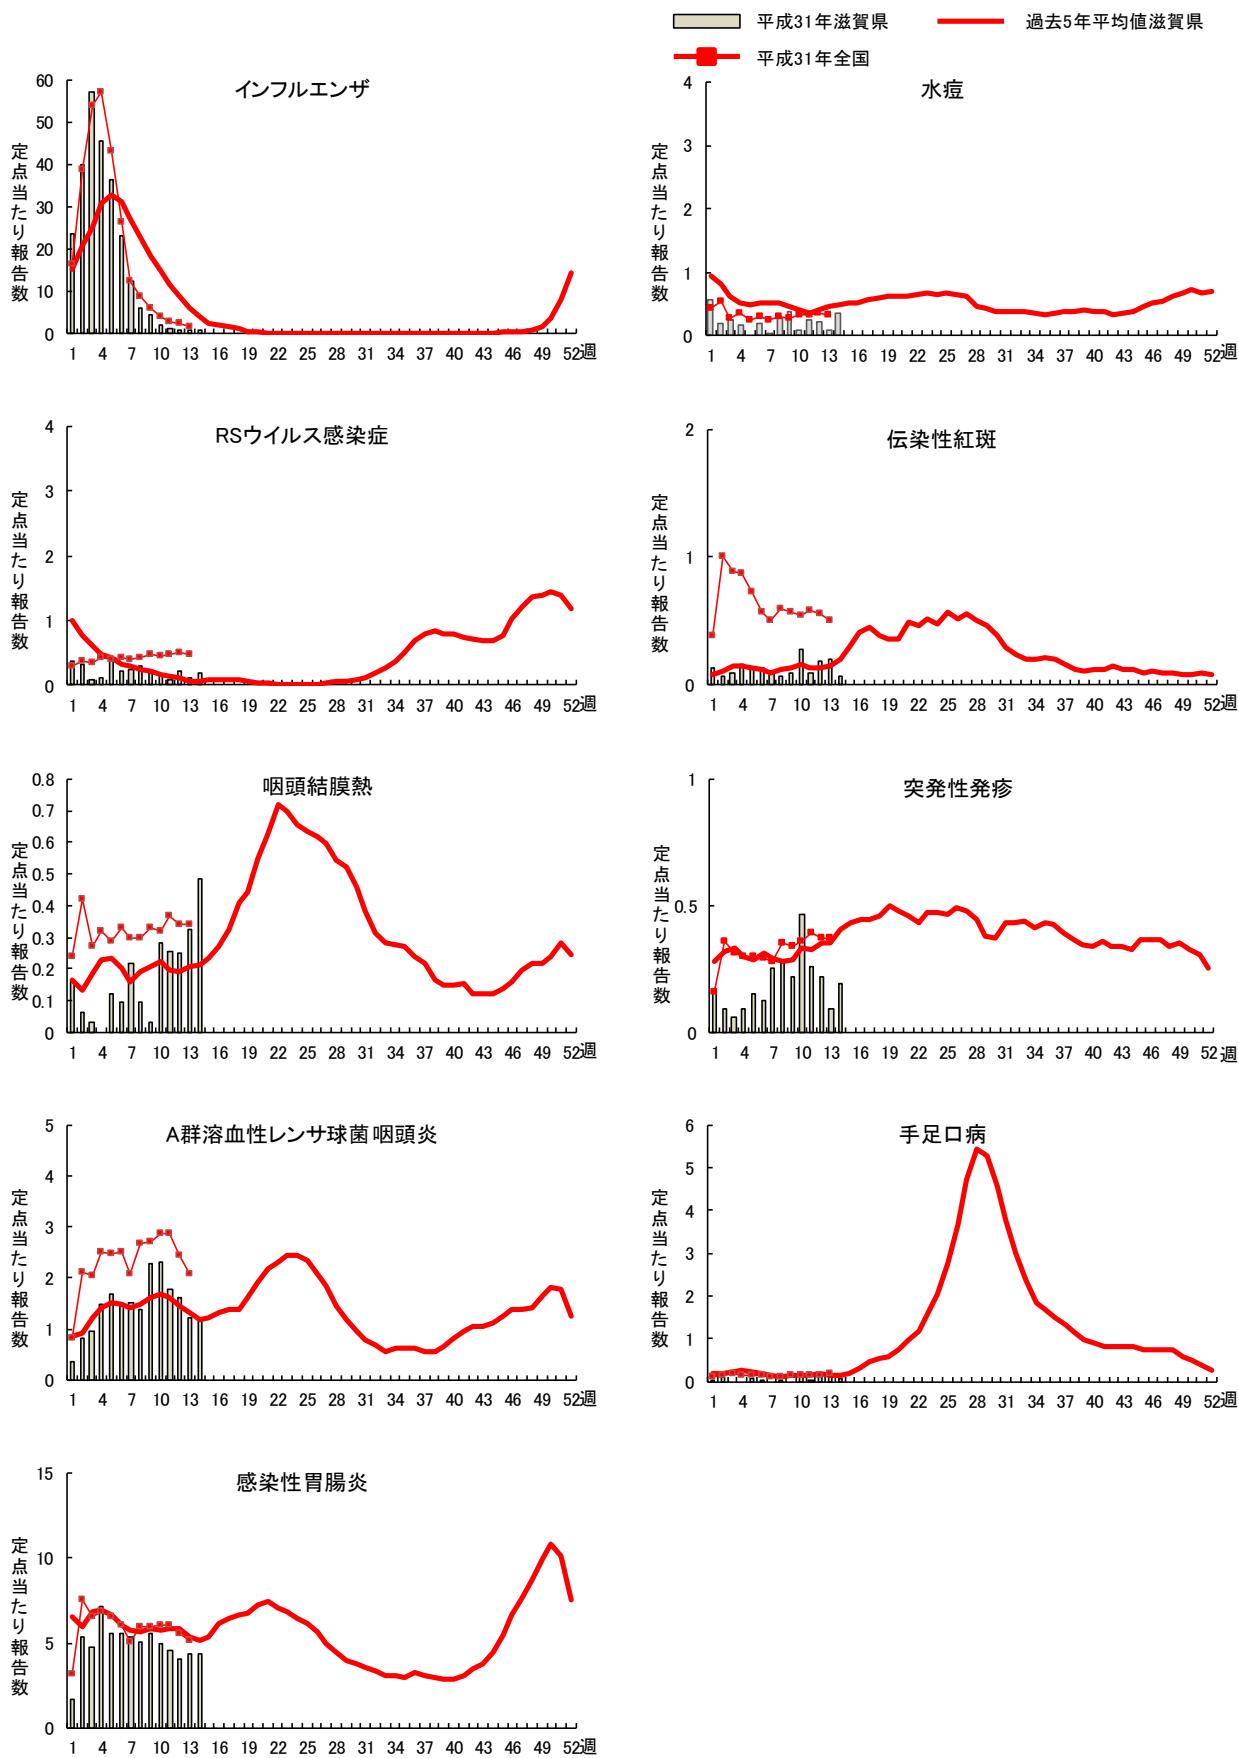 平成31年滋賀県
過去5年平均値滋賀県
平成31年全国
インフルエンザ
定点当たり報告数
60
50
40
30
20
10
0
1 4 7 10 13 16 19 22 25 28 31 34 37 40 43 46 49 52週
水痘
定点当たり報告数
4
3
2
1
0
1 4 7 10 13 16 19 22 25 28 31 34 37 40 43 46 49 52週
RSウイルス感染症
定点当たり報告数
4
3
2
1
0
1 4 7 10 13 16 19 22 25 28 31 34 37 40 43 46 49 52週
伝染性紅斑
定点当たり報告数
2
1
0
1 4 7 10 13 16 19 22 25 28 31 34 37 40 43 46 49 52週
咽頭結膜熱
定点当たり報告数
0.8
0.7
0.6
0.5
0.4
0.3
0.2
0.1
0
1 4 7 10 13 16 19 22 25 28 31 34 37 40 43 46 49 52週
突発性発疹
定点当たり報告数
1
0.5
0
1 4 7 10 13 16 19 22 25 28 31 34 37 40 43 46 49 52週
A群溶血性レンサ球菌咽頭炎
定点当たり報告数
5
4
3
2
1
0
1 4 7 10 13 16 19 22 25 28 31 34 37 40 43 46 49 52週
手足口病
定点当たり報告数
6
5
4
3
2
1
0
1 4 7 10 13 16 19 22 25 28 31 34 37 40 43 46 49 52週
感染性胃腸炎
定点当たり報告数
15
10
5
0
1 4 7 10 13 16 19 22 25 28 31 34 37 40 43 46 49 52週